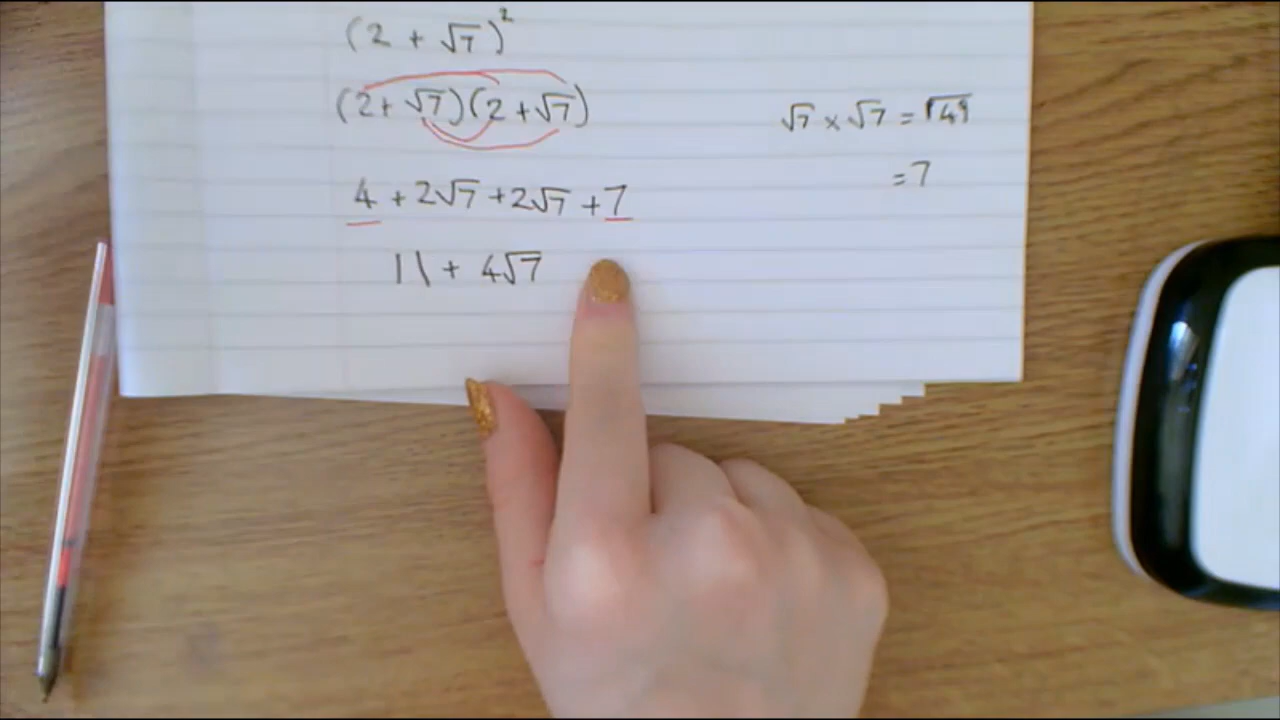 (2 + √7)²
(2 + √7)(2 + √7)
4 + 2√7 + 2√7 + 7
11 + 4√7
√7 × √7 = √49
= 7